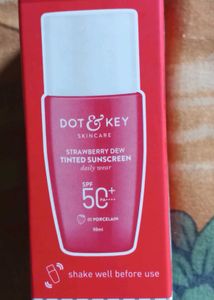 DOT & KEY
SKINCARE
STRAWBERRY DEW
TINTED SUNSCREEN
daily wear
SPF
50+
PA++++
01 PORCELAIN
50ml
shake well before use